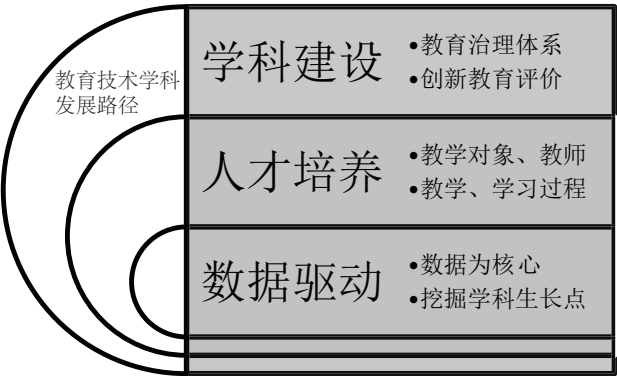 教育技术学科
发展路径
学科建设
•教育治理体系
•创新教育评价
人才培养
•教学对象、教师
•教学、学习过程
数据驱动
•数据为核心
•挖掘学科生长点